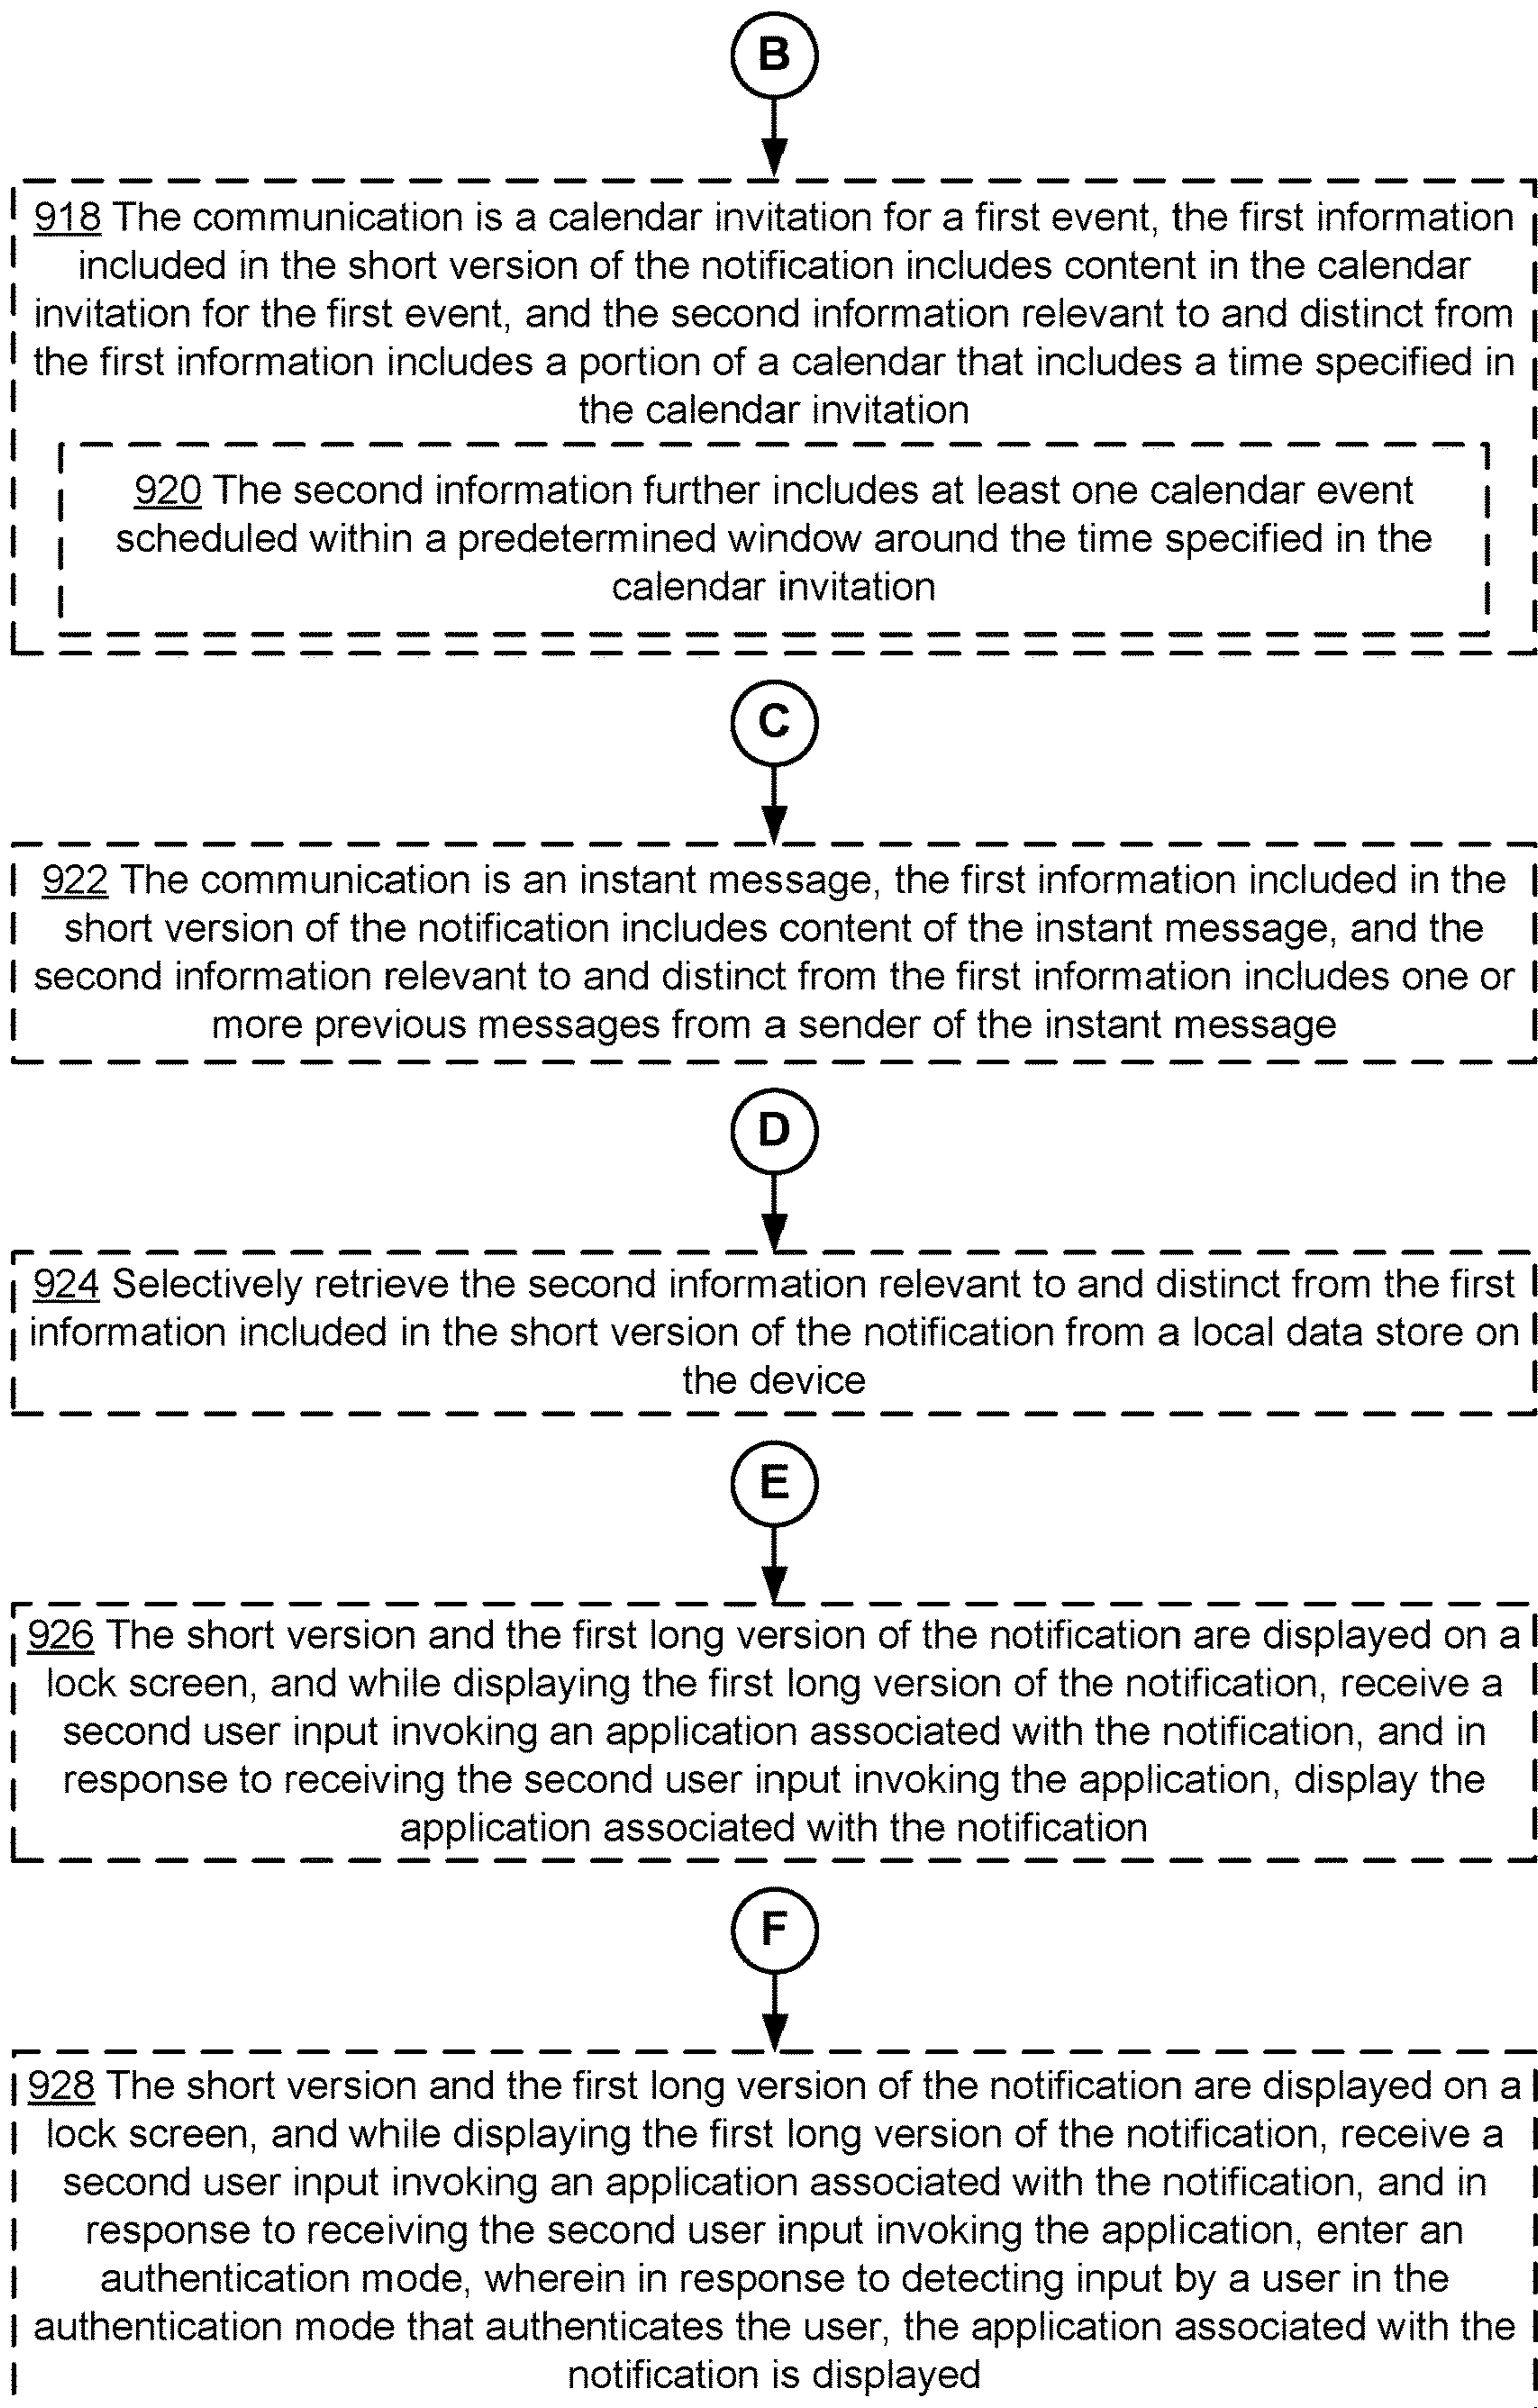 B
918 The communication is a calendar invitation for a first event, the first information
included in the short version of the notification includes content in the calendar
invitation for the first event, and the second information relevant to and distinct from
the first information includes a portion of a calendar that includes a time specified in
the calendar invitation
920 The second information further includes at least one calendar event
scheduled within a predetermined window around the time specified in the
calendar invitation
C
922 The communication is an instant message, the first information included in the
short version of the notification includes content of the instant message, and the
second information relevant to and distinct from the first information includes one or
more previous messages from a sender of the instant message
D
924 Selectively retrieve the second information relevant to and distinct from the first
information included in the short version of the notification from a local data store on
the device
E
926 The short version and the first long version of the notification are displayed on a
lock screen, and while displaying the first long version of the notification, receive a
second user input invoking an application associated with the notification, and in
response to receiving the second user input invoking the application, display the
application associated with the notification
F
928 The short version and the first long version of the notification are displayed on a
lock screen, and while displaying the first long version of the notification, receive a
second user input invoking an application associated with the notification, and in
response to receiving the second user input invoking the application, enter an
authentication mode, wherein in response to detecting input by a user in the
authentication mode that authenticates the user, the application associated with the
notification is displayed